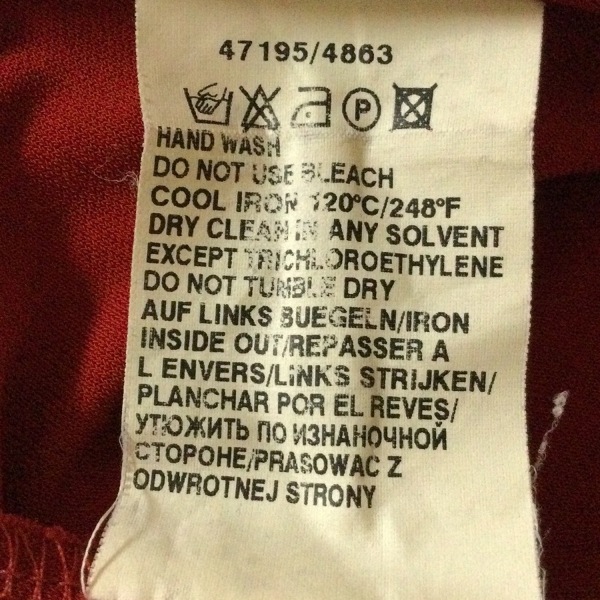 47195/4863
P
HAND WASH
DO NOT USE BLEACH
COOL IRON 120°C/248°F
DRY CLEAN IN ANY SOLVENT
EXCEPT TRICHLOROETHYLENE
DO NOT TUMBLE DRY
AUF LINKS BUEGELN/IRON
INSIDE OUT/REPASSER A
L ENVERS/LINKS STRIJKEN/
PLANCHAR POR EL REVES/
УТЮЖИТЬ ПО ИЗНАНОЧНОЙ
СТОРОНЕ/PRASOWAC Z
ODWROTNEJ STRONY